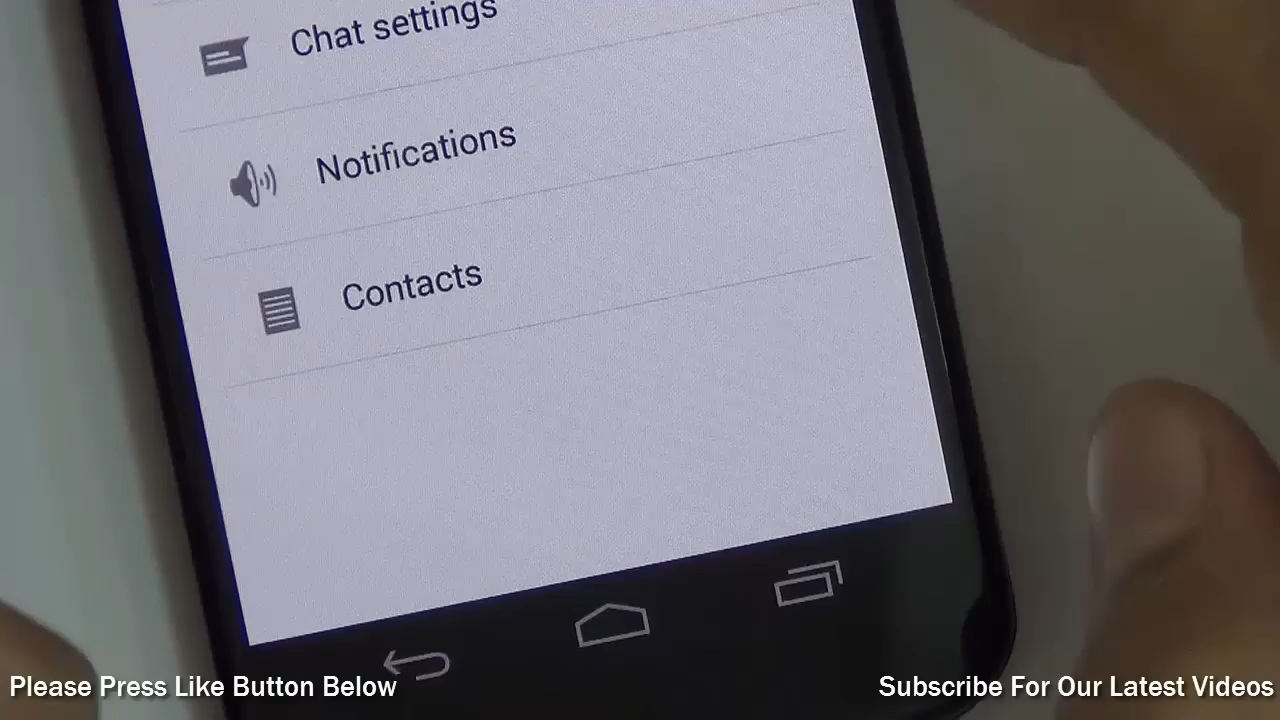 Chat settings
Notifications
Contacts
Please Press Like Button Below
Subscribe For Our Latest Videos